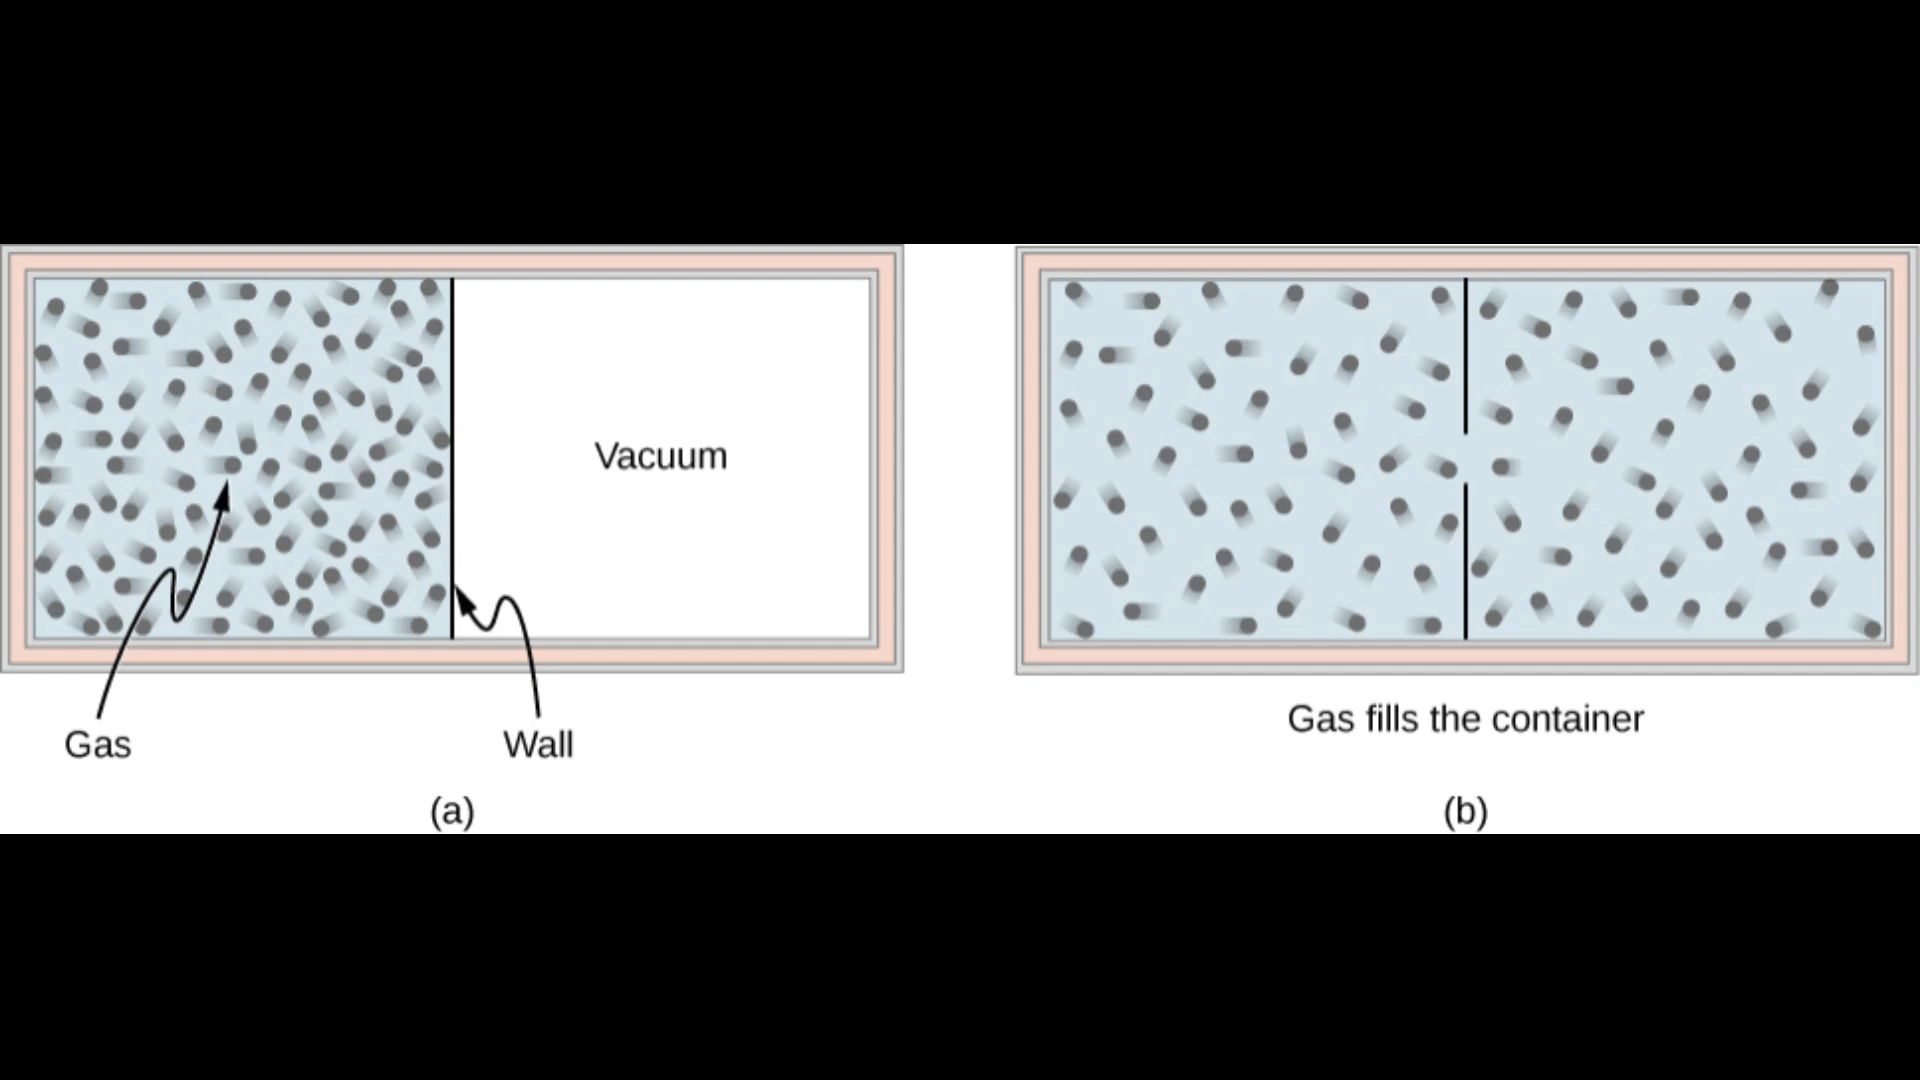 Vacuum
Gas
Wall
(a)
Gas fills the container
(b)